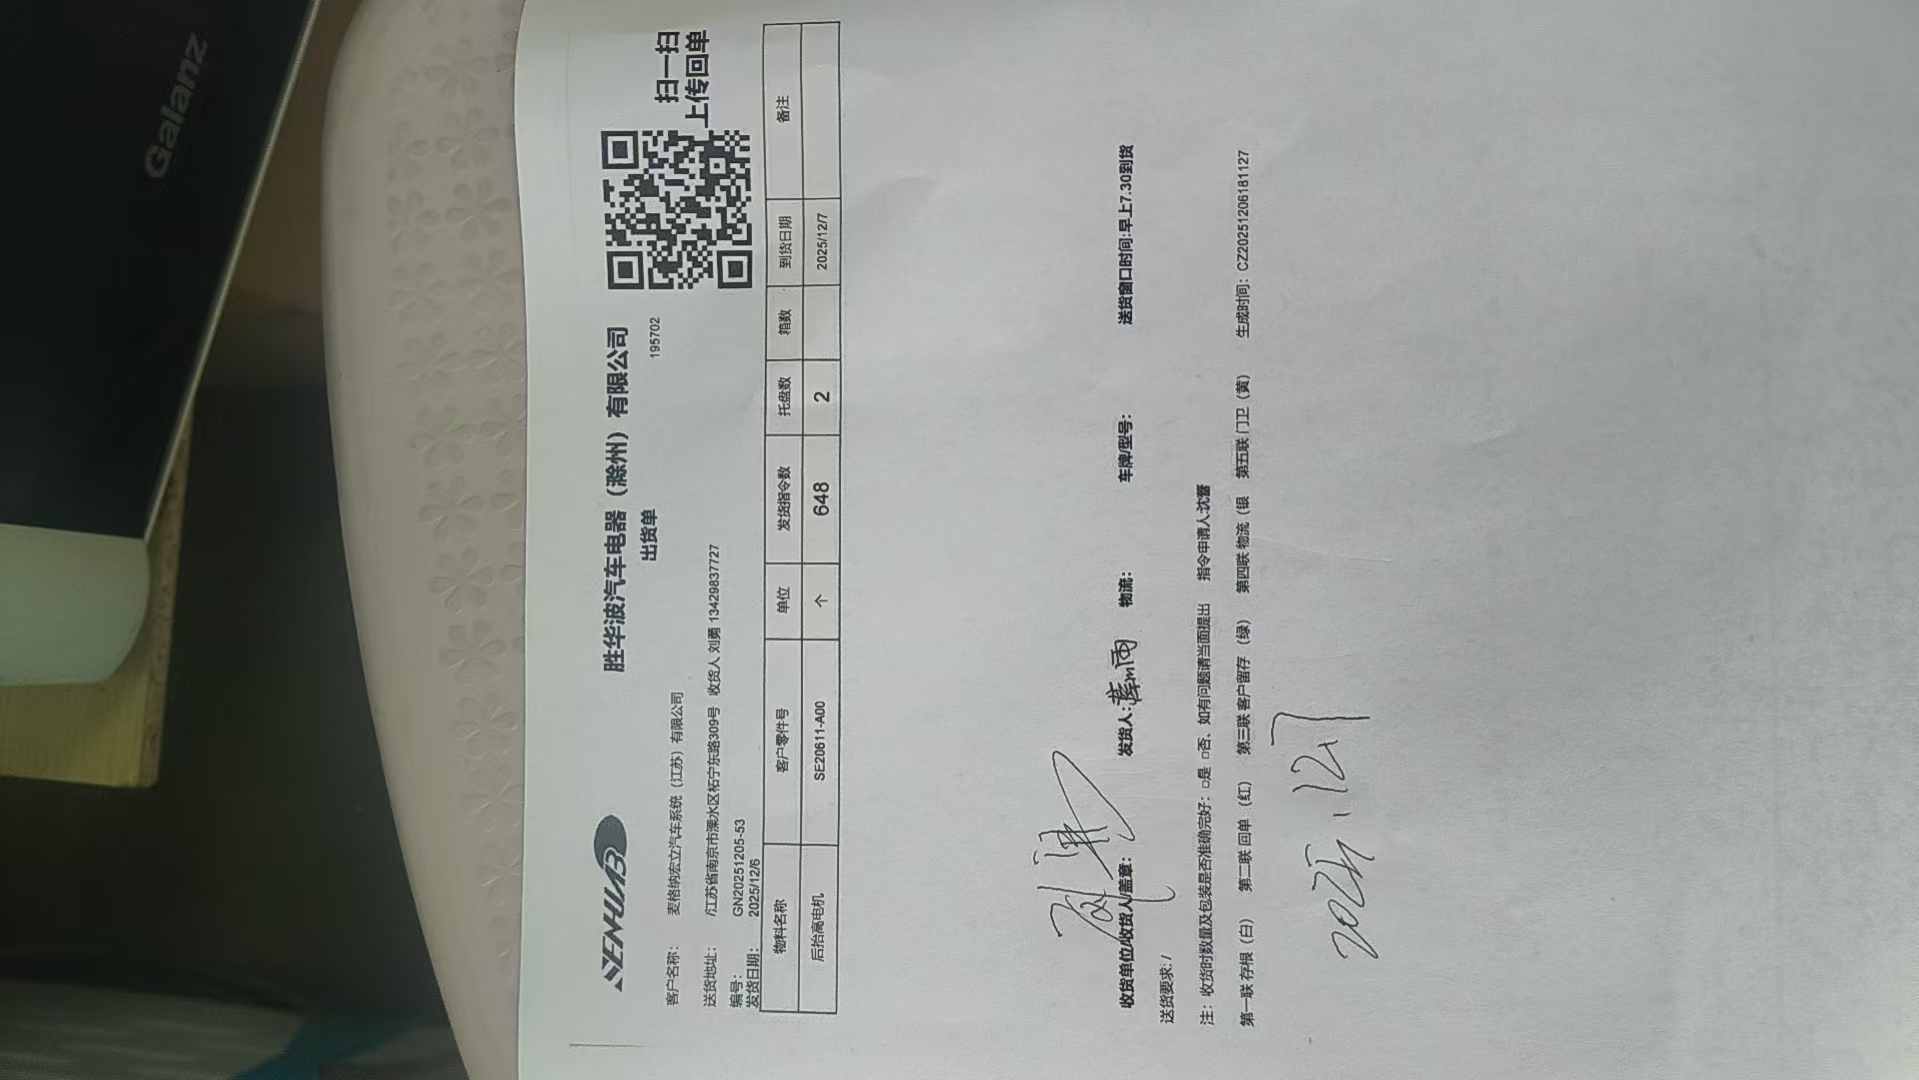 Galanz
SENHUAB
胜华波汽车电器（滁州）有限公司
出货单
195702
扫一扫
上传回单
客户名称： 麦格纳宏立汽车系统（江苏）有限公司
送货地址： /江苏省南京市溧水区柘宁东路309号 收货人 刘勇 13429837727
编号： GN20251205-53
发货日期： 2025/12/6
物料名称 客户零件号 单位 发货指令数 托盘数 箱数 到货日期 备注
后抬高电机 SE20611-A00 个 648 2 2025/12/7
收货单位/收货人/盖章： 发货人： 物流： 车牌/型号： 送货窗口时间:早上7.30到货
送货要求: /
注： 收货时数量及包装是否准确完好：□是 □否、如有问题请当面提出 指令申请人:沈
第一联 存根（白） 第二联 回单（红） 第三联 客户留存（绿） 第四联 物流（银 第五联 门卫（黄） 生成时间：CZ20251206181127
2025.12.7